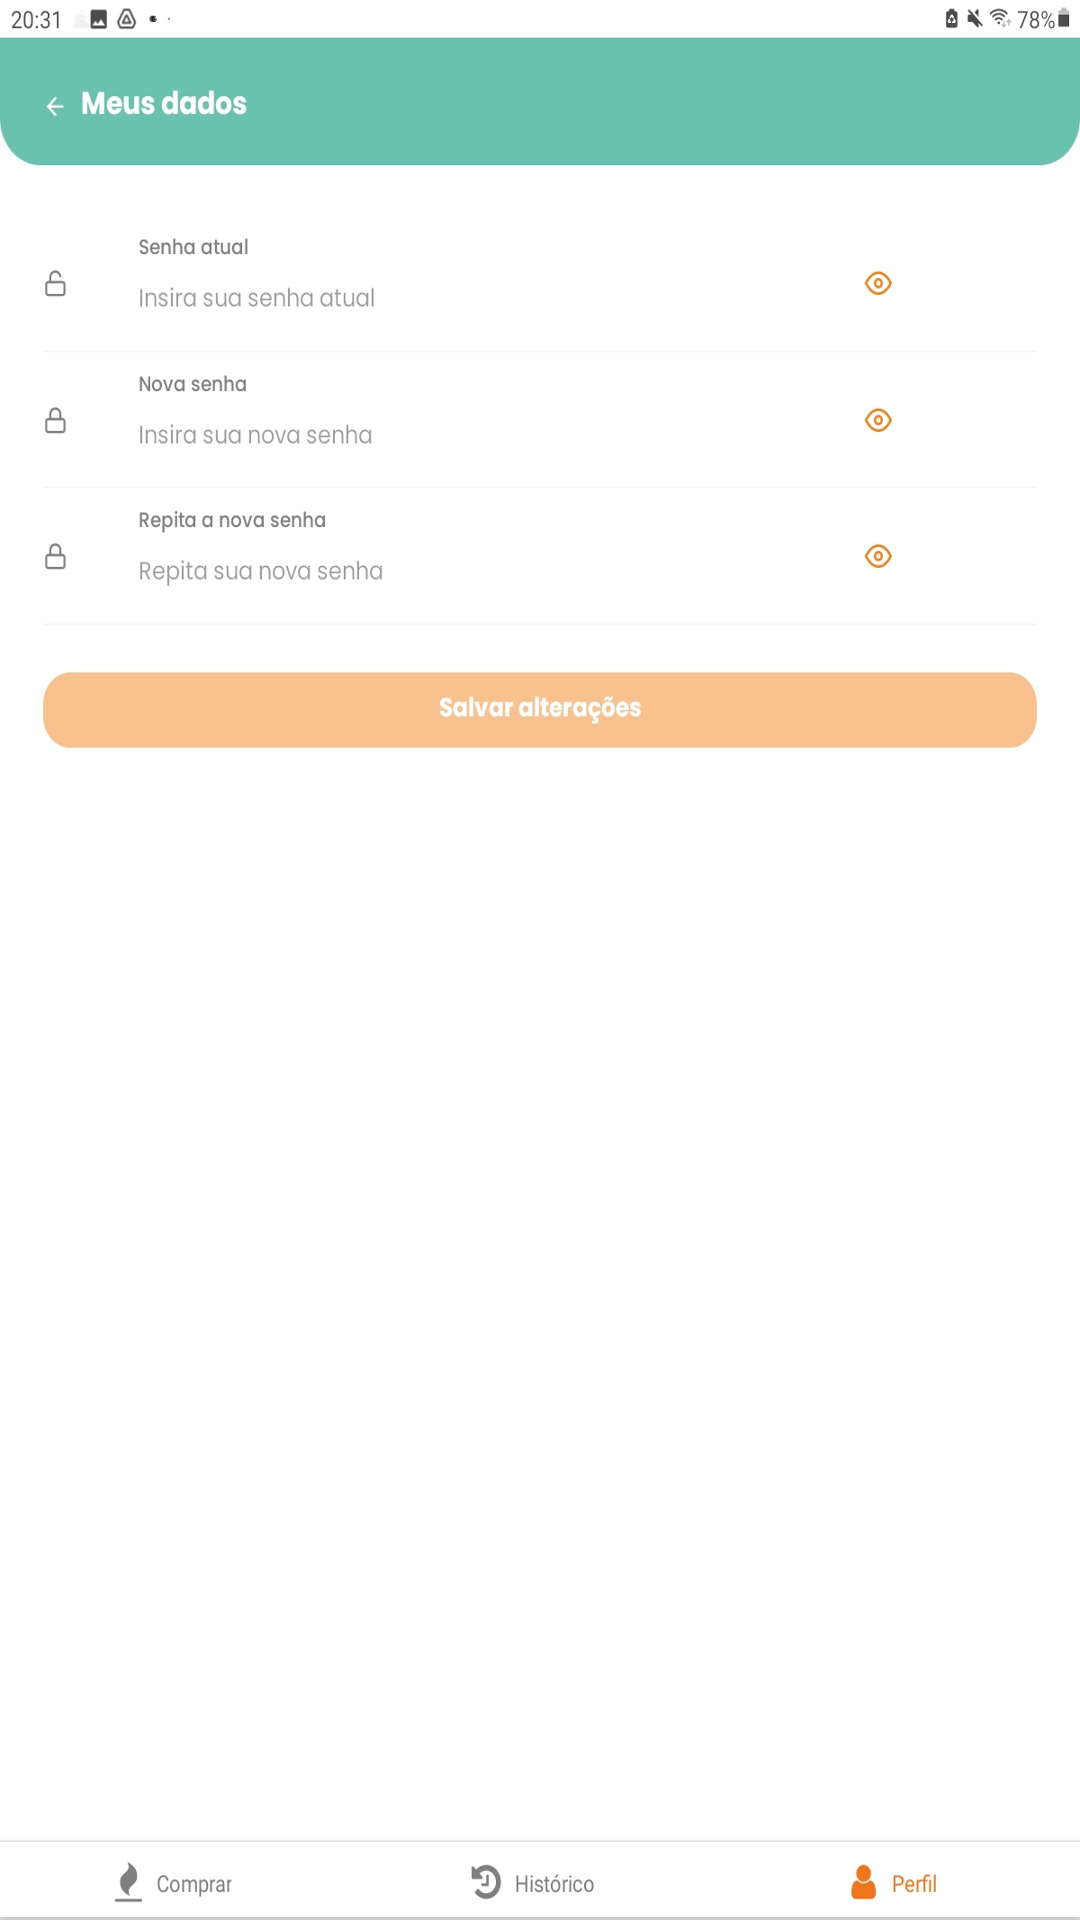 20:31
78%
Meus dados
Senha atual
Insira sua senha atual
Nova senha
Insira sua nova senha
Repita a nova senha
Repita sua nova senha
Salvar alterações
Comprar
Histórico
Perfil